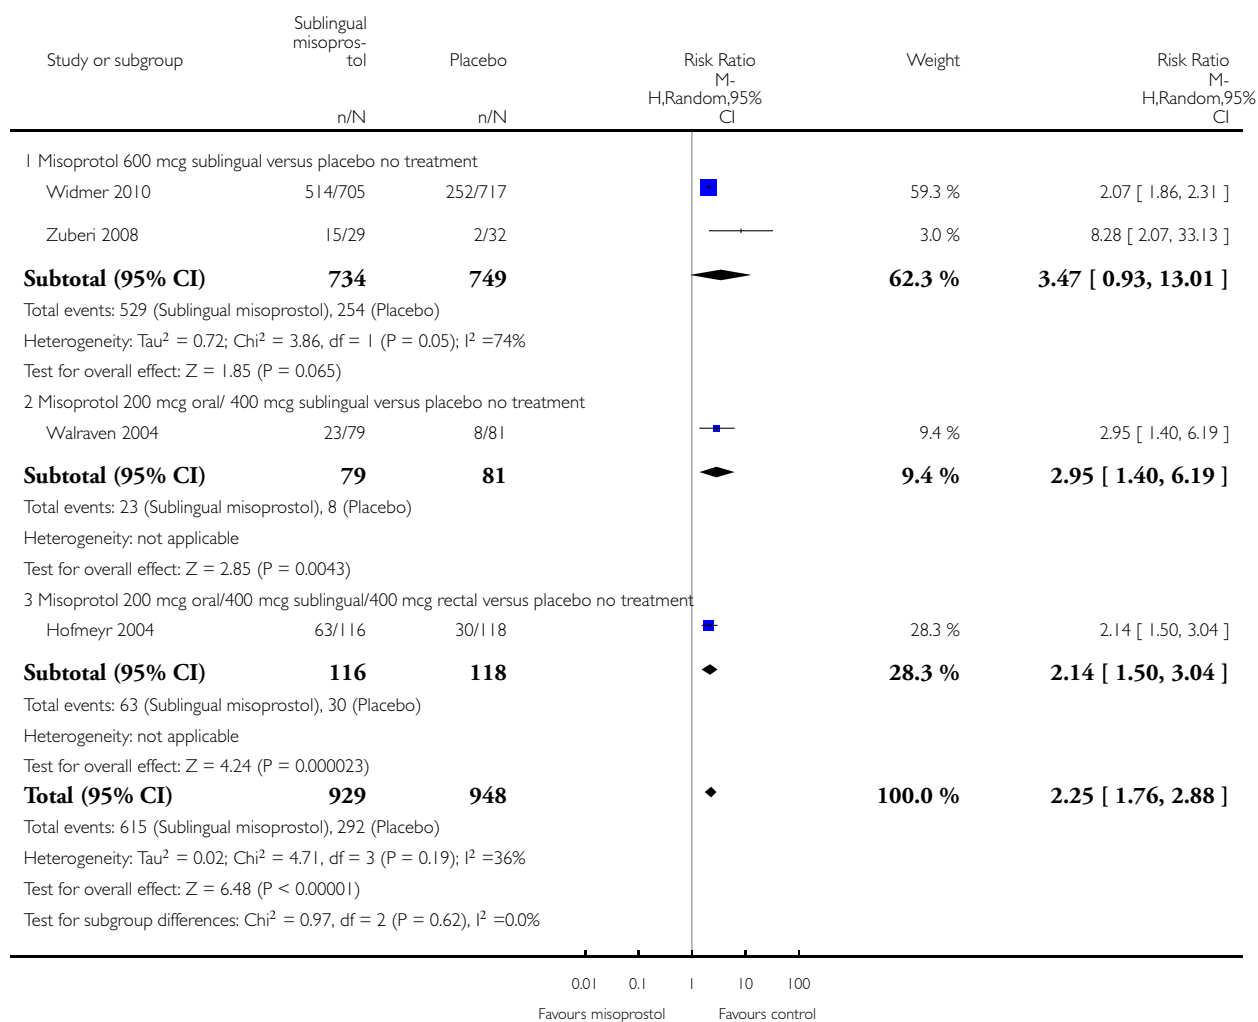 Study or subgroup Sublingual misopros- tol Placebo Risk Ratio Weight Risk Ratio
M- H,Random,95% CI M- H,Random,95% CI
n/N n/N
1 Misoprotol 600 mcg sublingual versus placebo no treatment
Widmer 2010 514/705 252/717 59.3 % 2.07 [ 1.86, 2.31 ]
Zuberi 2008 15/29 2/32 3.0 % 8.28 [ 2.07, 33.13 ]
Subtotal (95% CI) 734 749 62.3 % 3.47 [ 0.93, 13.01 ]
Total events: 529 (Sublingual misoprostol), 254 (Placebo)
Heterogeneity: Tau² = 0.72; Chi² = 3.86, df = 1 (P = 0.05); I² =74%
Test for overall effect: Z = 1.85 (P = 0.065)
2 Misoprotol 200 mcg oral/ 400 mcg sublingual versus placebo no treatment
Walraven 2004 23/79 8/81 9.4 % 2.95 [ 1.40, 6.19 ]
Subtotal (95% CI) 79 81 9.4 % 2.95 [ 1.40, 6.19 ]
Total events: 23 (Sublingual misoprostol), 8 (Placebo)
Heterogeneity: not applicable
Test for overall effect: Z = 2.85 (P = 0.0043)
3 Misoprotol 200 mcg oral/400 mcg sublingual/400 mcg rectal versus placebo no treatment
Hofmeyr 2004 63/116 30/118 28.3 % 2.14 [ 1.50, 3.04 ]
Subtotal (95% CI) 116 118 28.3 % 2.14 [ 1.50, 3.04 ]
Total events: 63 (Sublingual misoprostol), 30 (Placebo)
Heterogeneity: not applicable
Test for overall effect: Z = 4.24 (P = 0.000023)
Total (95% CI) 929 948 100.0 % 2.25 [ 1.76, 2.88 ]
Total events: 615 (Sublingual misoprostol), 292 (Placebo)
Heterogeneity: Tau² = 0.02; Chi² = 4.71, df = 3 (P = 0.19); I² =36%
Test for overall effect: Z = 6.48 (P < 0.00001)
Test for subgroup differences: Chi² = 0.97, df = 2 (P = 0.62), I² =0.0%
0.01 0.1 1 10 100
Favours misoprostol Favours control